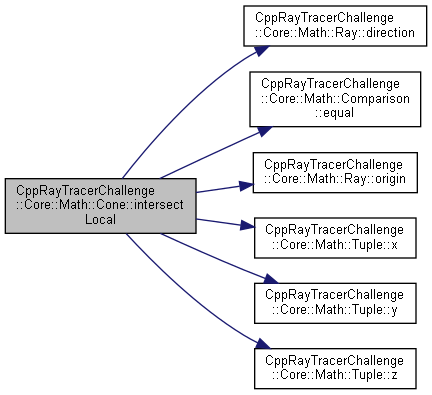 CppRayTracerChallenge
::Core::Math::Cone::intersect
Local
CppRayTracerChallenge
::Core::Math::Ray::direction
CppRayTracerChallenge
::Core::Math::Comparison
::equal
CppRayTracerChallenge
::Core::Math::Ray::origin
CppRayTracerChallenge
::Core::Math::Tuple::x
CppRayTracerChallenge
::Core::Math::Tuple::y
CppRayTracerChallenge
::Core::Math::Tuple::z